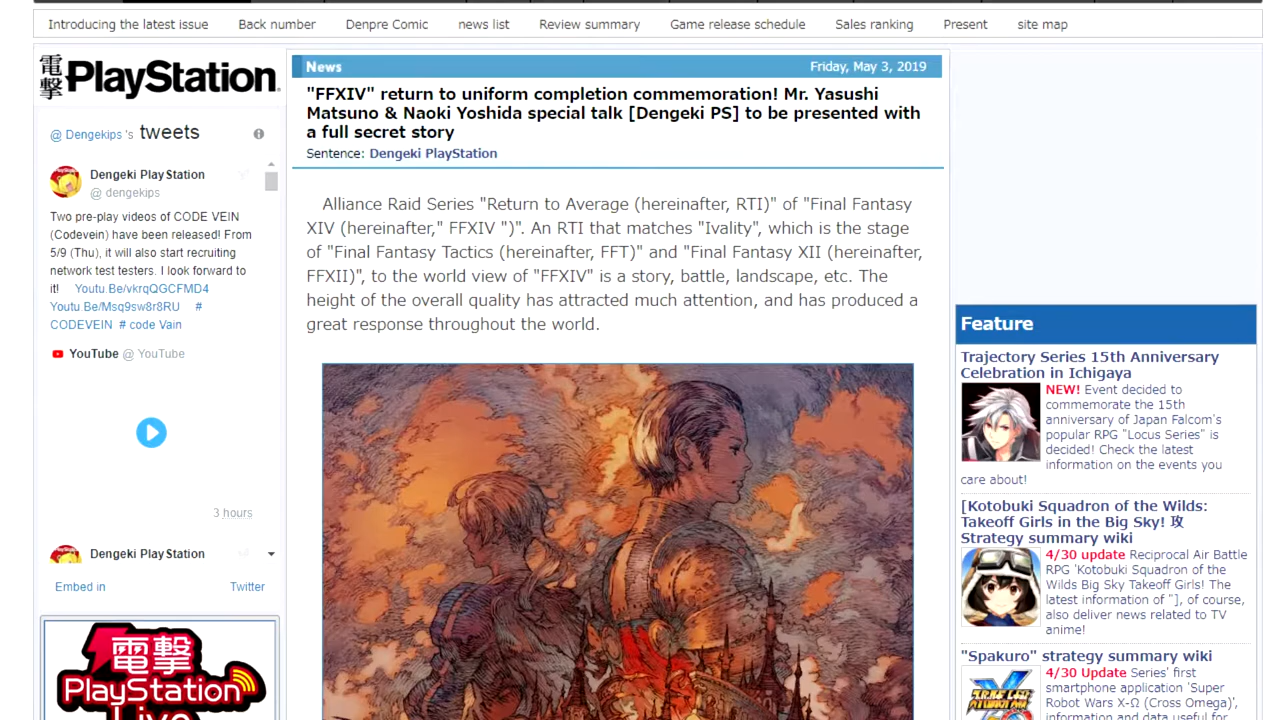 Introducing the latest issue Back number Denpre Comic news list Review summary Game release schedule Sales ranking Present site map
電撃 PlayStation®
@ Dengekips 's tweets
Dengeki PlayStation
@ dengekips
Two pre-play videos of CODE VEIN
(Codevein) have been released! From
5/9 (Thu), it will also start recruiting
network test testers. I look forward to
it! Youtu.Be/vkrqQGCFMD4
Youtu.Be/Msq9sw8r8RU #
CODEVEIN # code Vain
YouTube @ YouTube
3 hours
Dengeki PlayStation
Embed in Twitter
電撃
PlayStation
Live
News Friday, May 3, 2019
"FFXIV" return to uniform completion commemoration! Mr. Yasushi
Matsuno & Naoki Yoshida special talk [Dengeki PS] to be presented with
a full secret story
Sentence: Dengeki PlayStation
Alliance Raid Series "Return to Average (hereinafter, RTI)" of "Final Fantasy
XIV (hereinafter," FFXIV ")". An RTI that matches "Ivality", which is the stage
of "Final Fantasy Tactics (hereinafter, FFT)" and "Final Fantasy XII (hereinafter,
FFXII)", to the world view of "FFXIV" is a story, battle, landscape, etc. The
height of the overall quality has attracted much attention, and has produced a
great response throughout the world.
Feature
Trajectory Series 15th Anniversary
Celebration in Ichigaya
NEW! Event decided to
commemorate the 15th
anniversary of Japan Falcom's
popular RPG "Locus Series" is
decided! Check the latest
information on the events you
care about!
[Kotobuki Squadron of the Wilds:
Takeoff Girls in the Big Sky! 攻
Strategy summary wiki
4/30 update Reciprocal Air Battle
RPG 'Kotobuki Squadron of the
Wilds Big Sky Takeoff Girls! The
latest information of "], of course,
also deliver news related to TV
anime!
"Spakuro" strategy summary wiki
4/30 Update Series' first
smartphone application 'Super
Robot Wars X-Ω (Cross Omega)',
information and data useful for